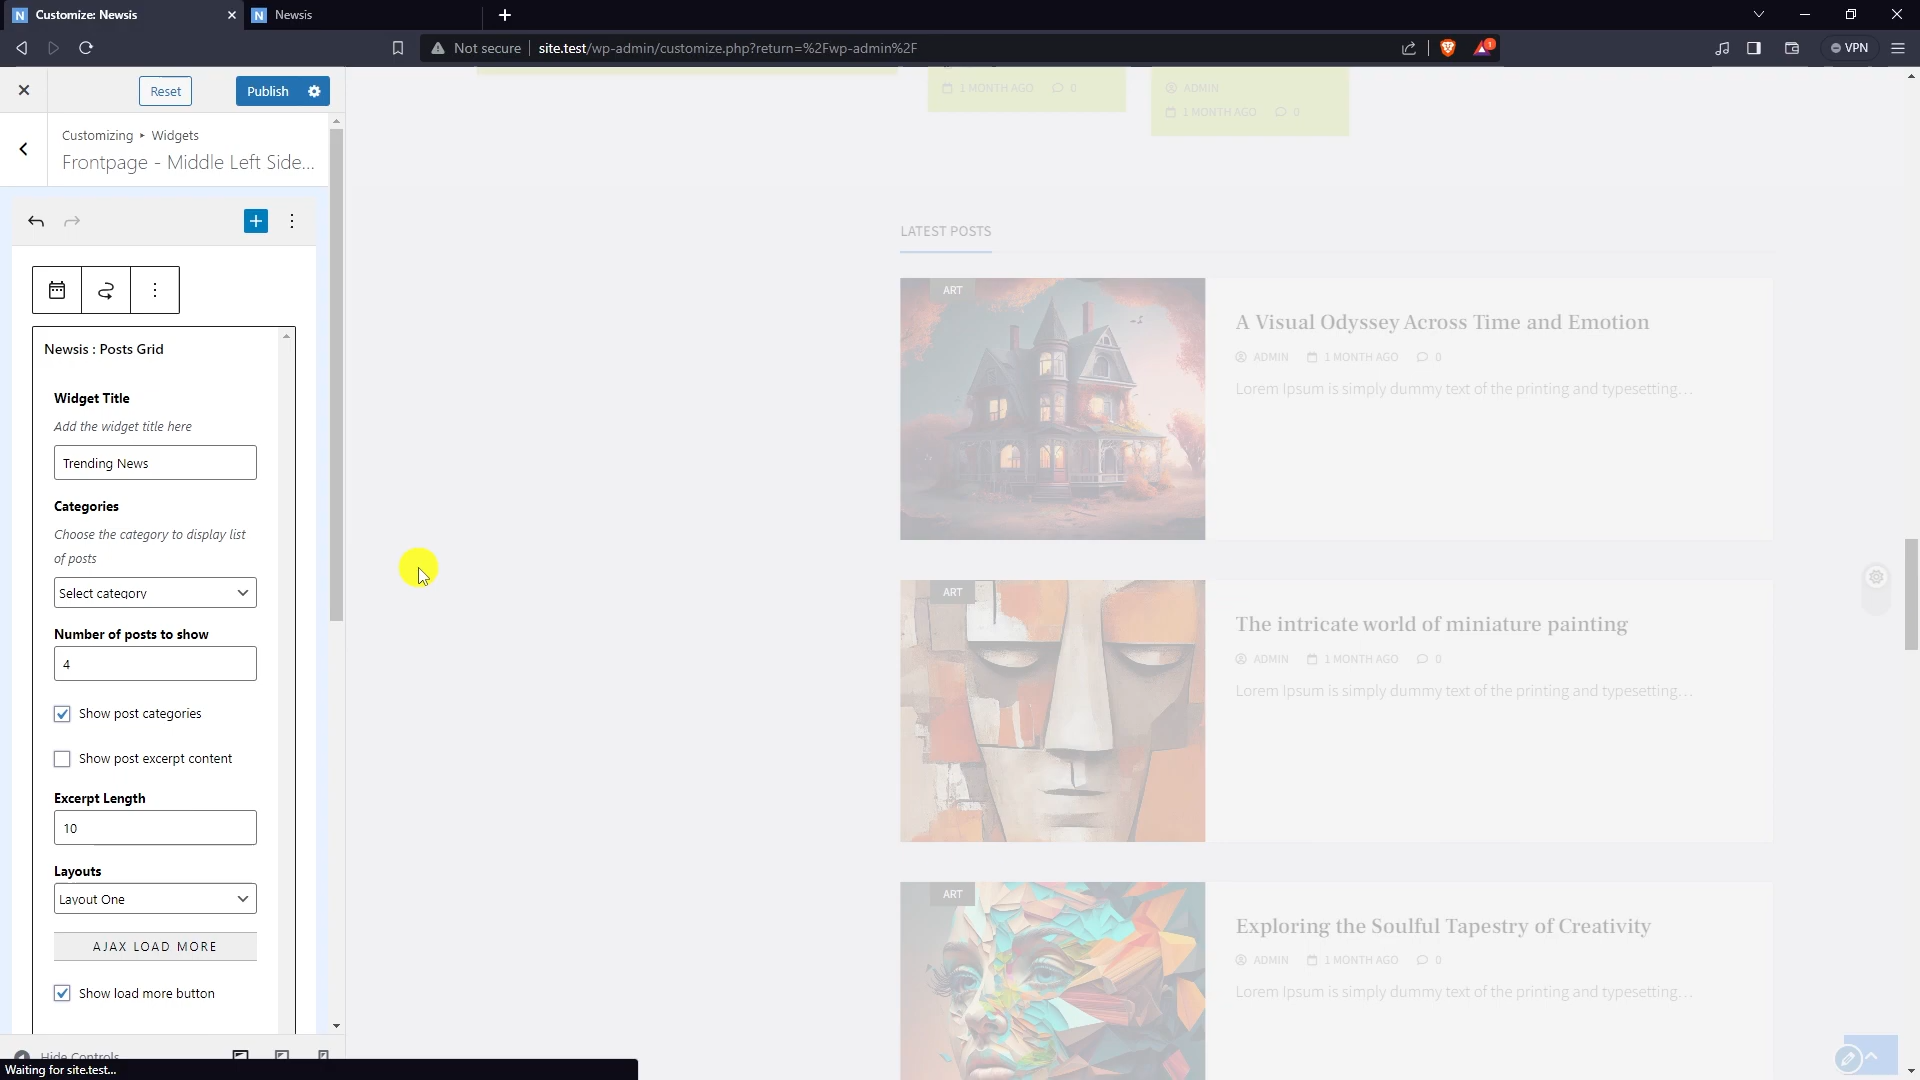 Customize: Newsis
Newsis
Not secure
site.test/wp-admin/customize.php?return=%2Fwp-admin%2F
1
VPN
Reset
Publish
Customizing ▸ Widgets
Frontpage - Middle Left Side...
Newsis : Posts Grid
Widget Title
Add the widget title here
Trending News
Categories
Choose the category to display list
of posts
Select category
Number of posts to show
4
Show post categories
Show post excerpt content
Excerpt Length
10
Layouts
Layout One
AJAX LOAD MORE
Show load more button
Hide Controls
Waiting for site.test...
1 MONTH AGO 0
ADMIN
1 MONTH AGO 0
LATEST POSTS
ART
A Visual Odyssey Across Time and Emotion
ADMIN 1 MONTH AGO 0
Lorem Ipsum is simply dummy text of the printing and typesetting...
ART
The intricate world of miniature painting
ADMIN 1 MONTH AGO 0
Lorem Ipsum is simply dummy text of the printing and typesetting...
ART
Exploring the Soulful Tapestry of Creativity
ADMIN 1 MONTH AGO 0
Lorem Ipsum is simply dummy text of the printing and typesetting...